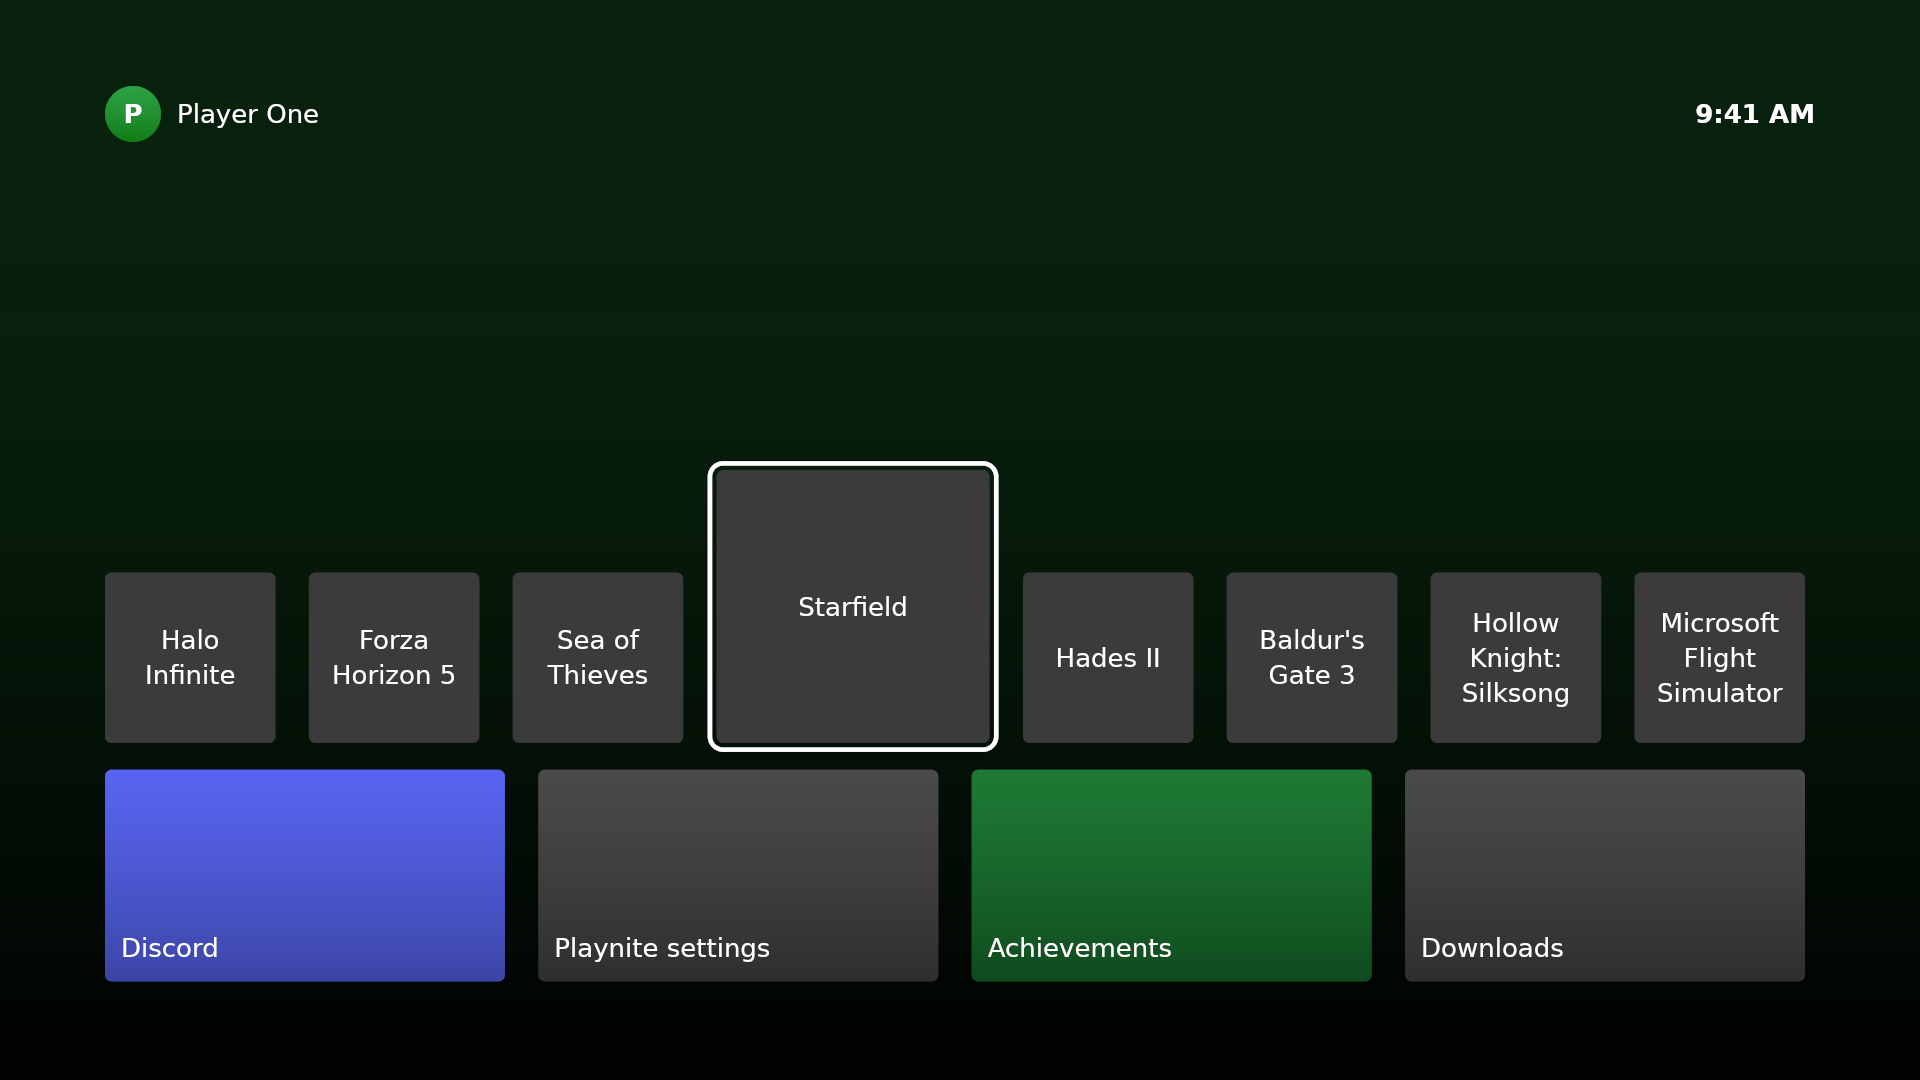 P
Player One
9:41 AM
Halo
Infinite
Forza
Horizon 5
Sea of
Thieves
Starfield
Hades II
Baldur's
Gate 3
Hollow
Knight:
Silksong
Microsoft
Flight
Simulator
Discord
Playnite settings
Achievements
Downloads